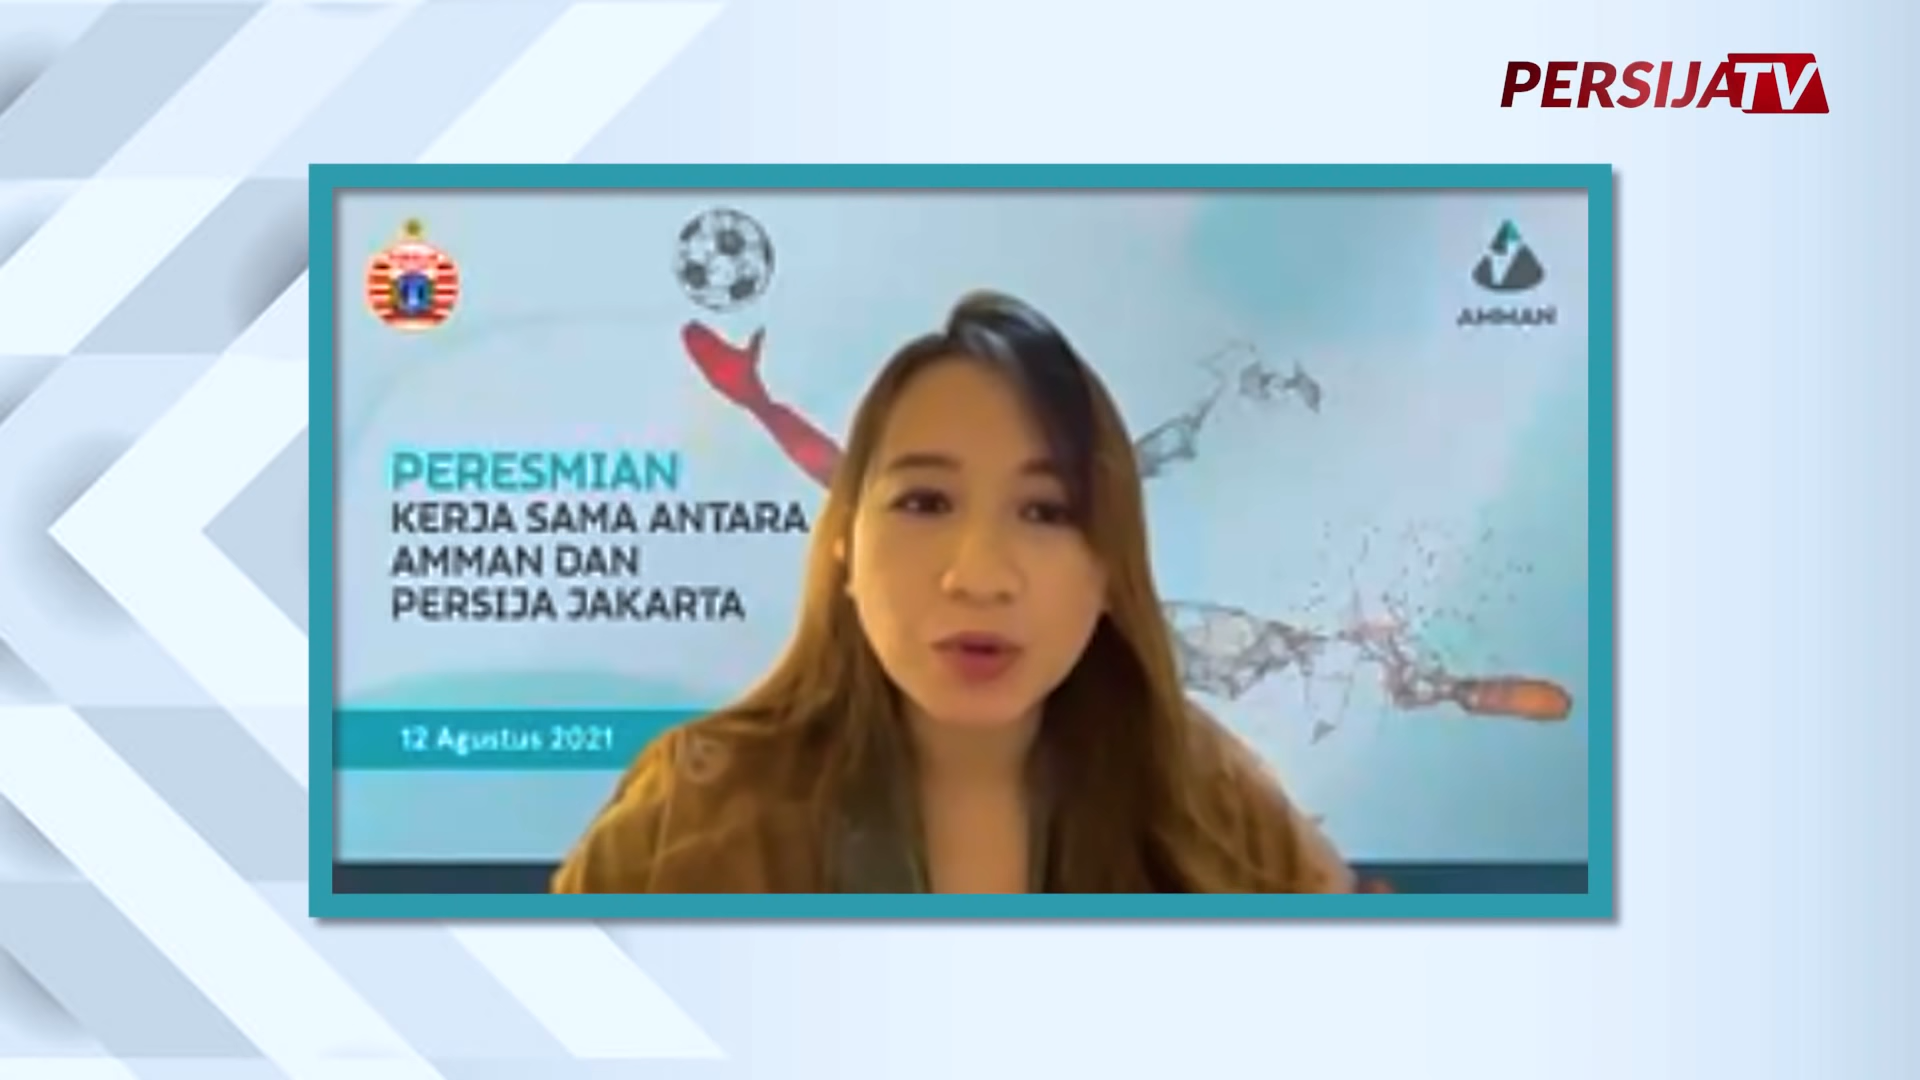 PERSIJATV
AMMAN
PERESMIAN
KERJA SAMA ANTARA
AMMAN DAN
PERSIJA JAKARTA
12 Agustus 2021